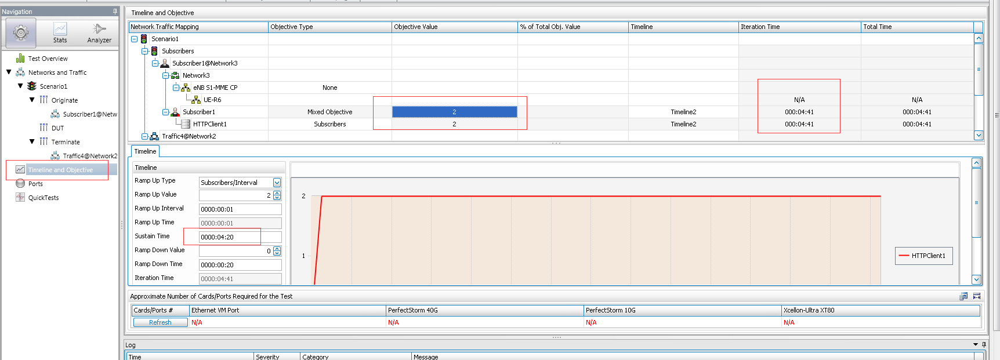 Navigation
Stats
Analyzer
Test Overview
Networks and Traffic
Scenario1
Originate
Subscriber1@Netw
DUT
Terminate
Traffic4@Network2
Timeline and Objective
Ports
QuickTests
Timeline and Objective
Network Traffic Mapping Objective Type Objective Value % of Total Obj. Value Timeline Iteration Time Total Time
Scenario1
Subscribers
Subscriber1@Network3
Network3
eNB S1-MME CP None
UE-R6 N/A N/A
Subscriber1 Mixed Objective 2 Timeline2 000:04:41 000:04:41
HTTPClient1 Subscribers 2 Timeline2 000:04:41 000:04:41
Traffic4@Network2
Timeline
Timeline
Ramp Up Type Subscribers/Interval
Ramp Up Value 2
Ramp Up Interval 0000:00:01
Ramp Up Time 0000:00:01
Sustain Time 0000:04:20
Ramp Down Value 0
Ramp Down Time 0000:00:20
Iteration Time 0000:04:41
2
1
HTTPClient1
Approximate Number of Cards/Ports Required for the Test
Cards/Ports # Ethernet VM Port PerfectStorm 40G PerfectStorm 10G Xcellon-Ultra XT80
Refresh N/A N/A N/A N/A
Log
Time Severity Category Message